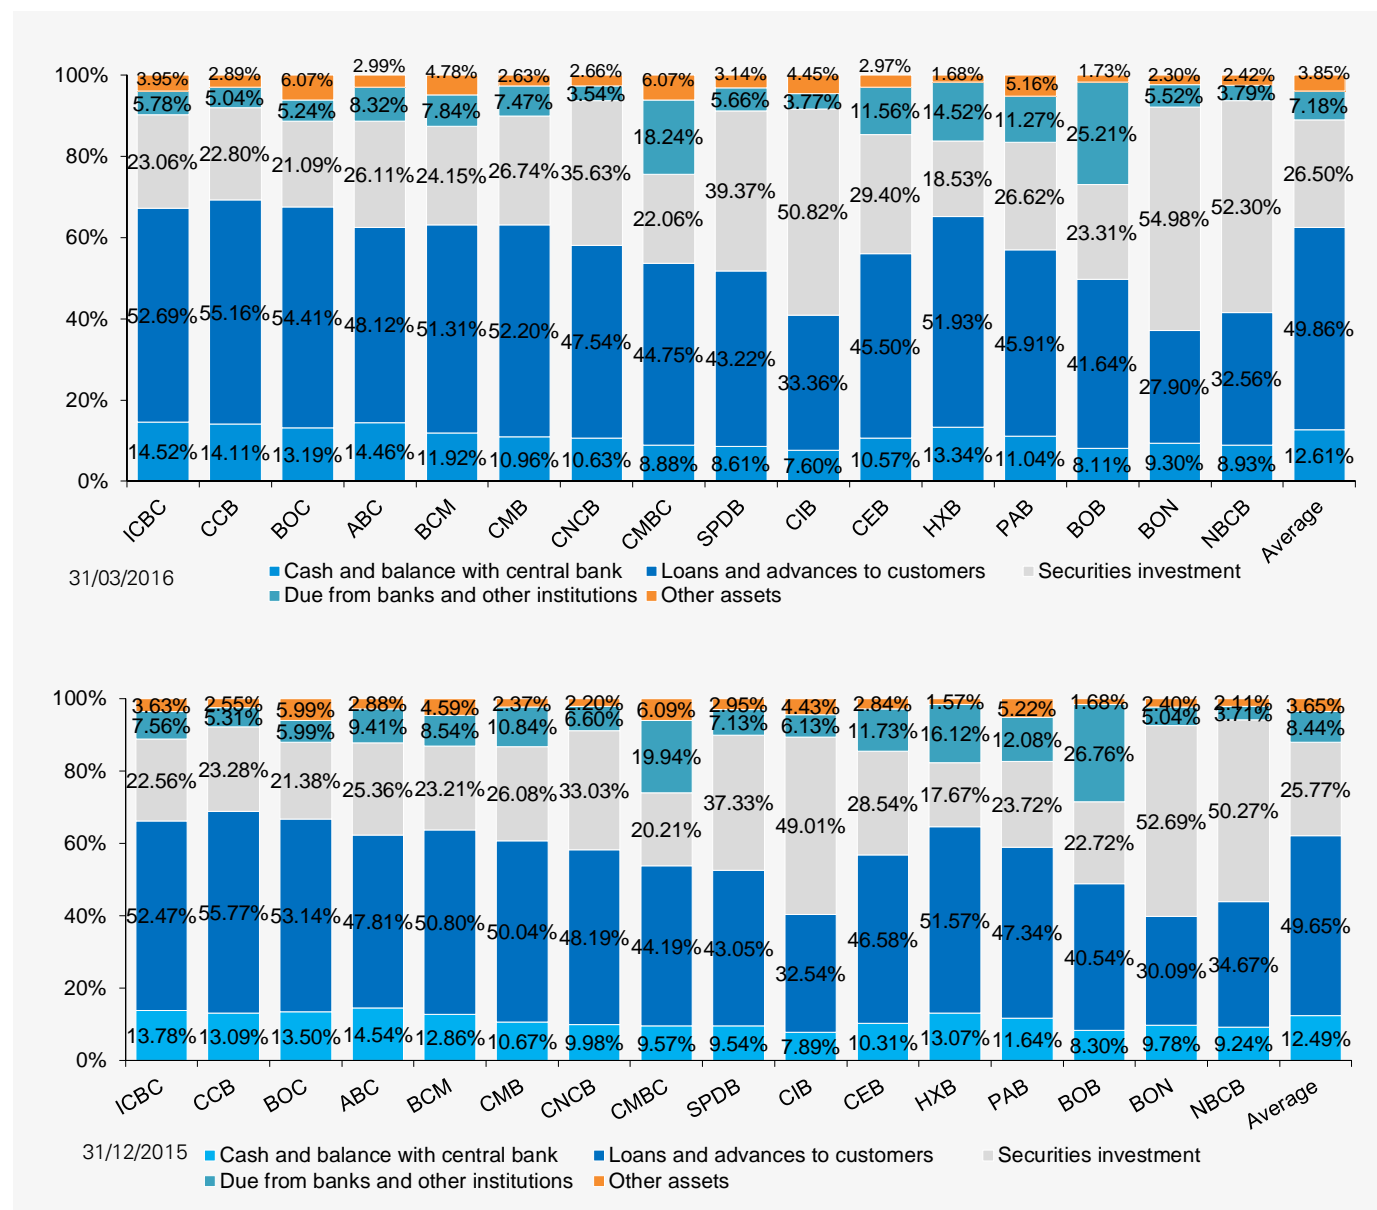 100%
80%
60%
40%
20%
0%
3.95% 2.89% 6.07% 2.99% 4.78% 2.63% 2.66% 6.07% 3.14% 4.45% 2.97% 1.68% 5.16% 1.73% 2.30% 2.42% 3.85%
5.78% 5.04% 5.24% 8.32% 7.84% 7.47% 3.54% 18.24% 5.66% 3.77% 11.56% 14.52% 11.27% 25.21% 5.52% 3.79% 7.18%
23.06% 22.80% 21.09% 26.11% 24.15% 26.74% 35.63% 22.06% 39.37% 50.82% 29.40% 18.53% 26.62% 23.31% 54.98% 52.30% 26.50%
52.69% 55.16% 54.41% 48.12% 51.31% 52.20% 47.54% 44.75% 43.22% 33.36% 45.50% 51.93% 45.91% 41.64% 27.90% 32.56% 49.86%
14.52% 14.11% 13.19% 14.46% 11.92% 10.96% 10.63% 8.88% 8.61% 7.60% 10.57% 13.34% 11.04% 8.11% 9.30% 8.93% 12.61%
ICBC CCB BOC ABC BCM CMB CNCB CMBC SPDB CIB CEB HXB PAB BOB BON NBCB Average
31/03/2016
Cash and balance with central bank Loans and advances to customers Securities investment
Due from banks and other institutions Other assets
100%
80%
60%
40%
20%
0%
3.63% 2.55% 5.99% 2.88% 4.59% 2.37% 2.20% 6.09% 2.95% 4.43% 2.84% 1.57% 5.22% 1.68% 2.40% 2.11% 3.65%
7.56% 5.31% 5.99% 9.41% 8.54% 10.84% 6.60% 19.94% 7.13% 6.13% 11.73% 16.12% 12.08% 26.76% 5.04% 3.71% 8.44%
22.56% 23.28% 21.38% 25.36% 23.21% 26.08% 33.03% 20.21% 37.33% 49.01% 28.54% 17.67% 23.72% 22.72% 52.69% 50.27% 25.77%
52.47% 55.77% 53.14% 47.81% 50.80% 50.04% 48.19% 44.19% 43.05% 32.54% 46.58% 51.57% 47.34% 40.54% 30.09% 34.67% 49.65%
13.78% 13.09% 13.50% 14.54% 12.86% 10.67% 9.98% 9.57% 9.54% 7.89% 10.31% 13.07% 11.64% 8.30% 9.78% 9.24% 12.49%
ICBC CCB BOC ABC BCM CMB CNCB CMBC SPDB CIB CEB HXB PAB BOB BON NBCB Average
31/12/2015
Cash and balance with central bank Loans and advances to customers Securities investment
Due from banks and other institutions Other assets